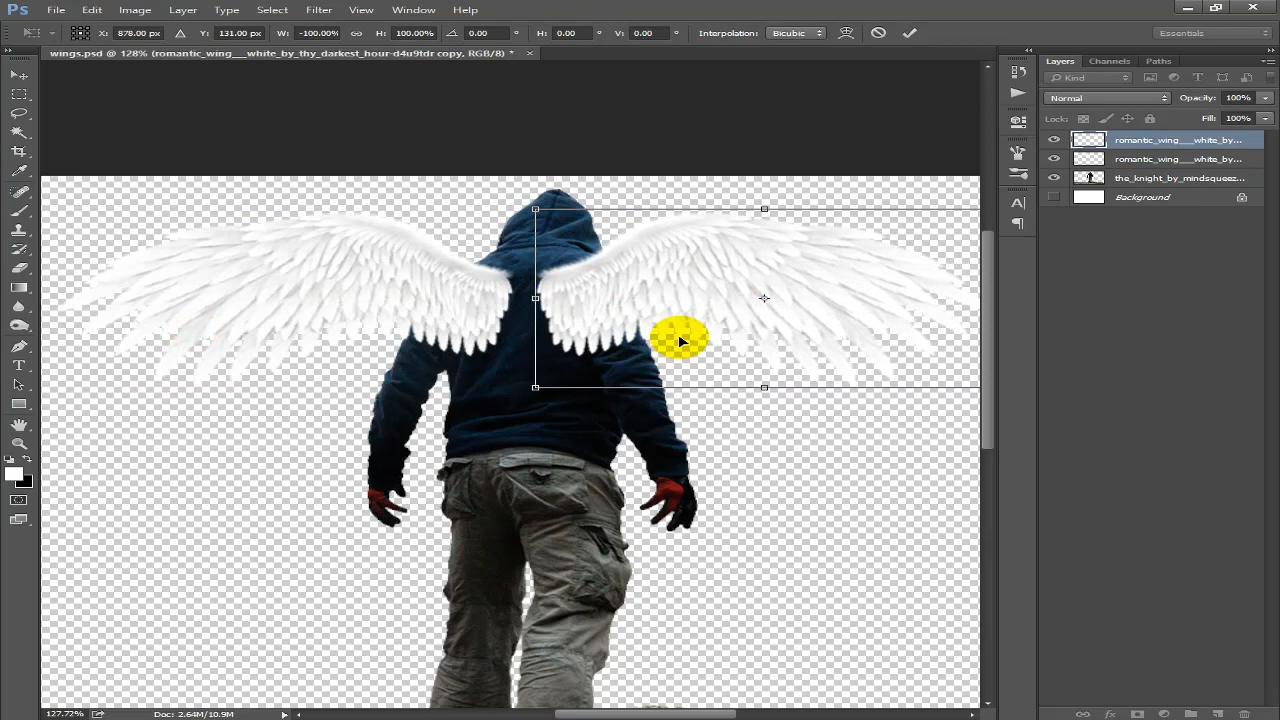 Ps File Edit Image Layer Type Select Filter View Window Help
X: 878.00 px Y: 131.00 px W: -100.00% H: 100.00% 0.00 ° H: 0.00 ° V: 0.00 ° Interpolation: Bicubic Essentials
wings.psd @ 128% (romantic_wing___white_by_thy_darkest_hour-d4u9tdr copy, RGB/8) * ×
Layers Channels Paths
Kind
Normal Opacity: 100%
Lock: Fill: 100%
romantic_wing___white_by...
romantic_wing___white_by...
the_knight_by_mindsqueez...
Background
127.72% Doc: 2.64M/10.9M